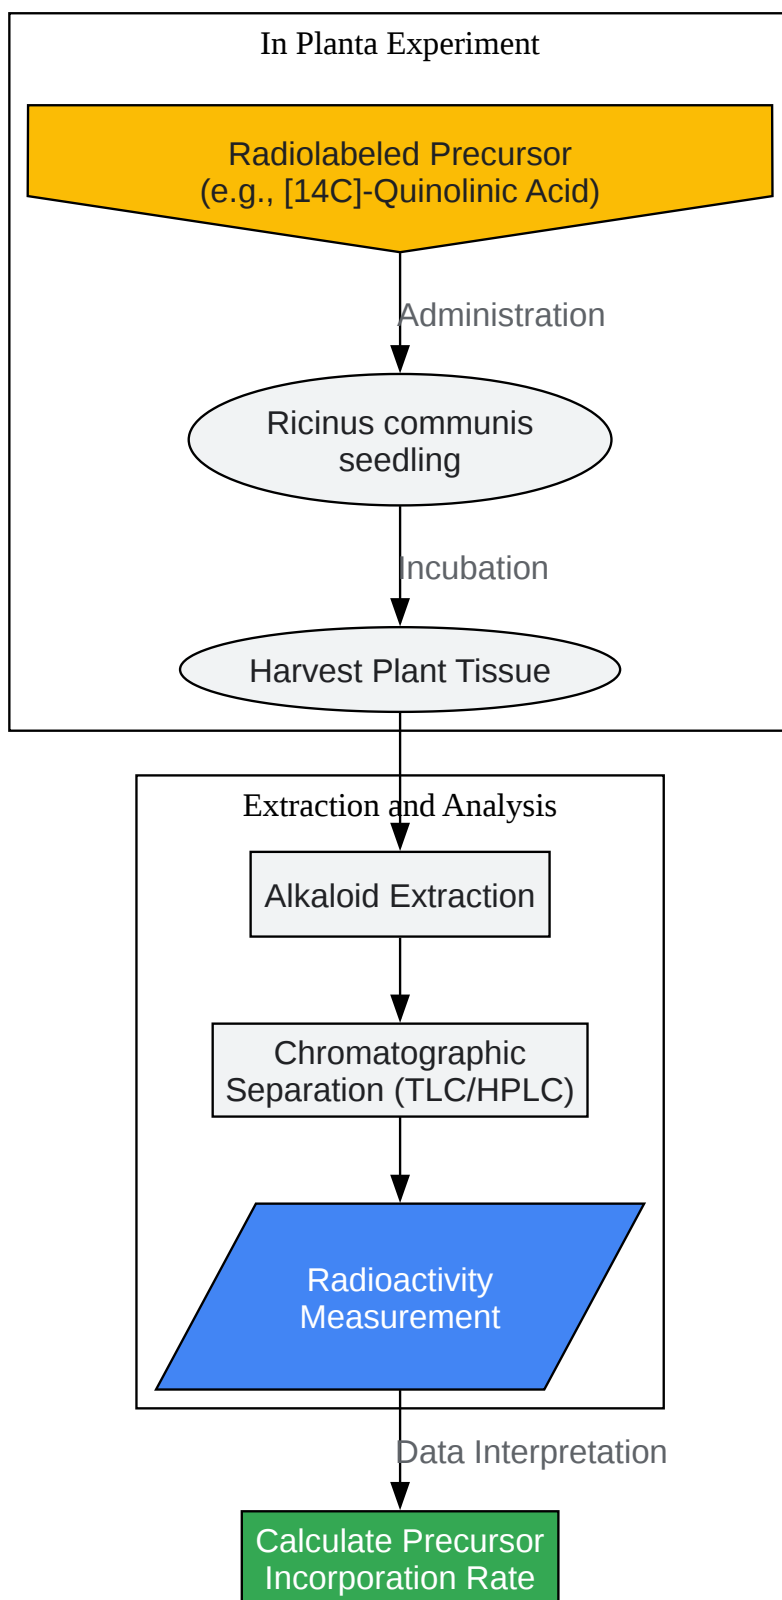 In Planta Experiment
Radiolabeled Precursor
(e.g., [14C]-Quinolinic Acid)
Administration
Ricinus communis
seedling
Incubation
Harvest Plant Tissue
Extraction and Analysis
Alkaloid Extraction
Chromatographic
Separation (TLC/HPLC)
Radioactivity
Measurement
Data Interpretation
Calculate Precursor
Incorporation Rate